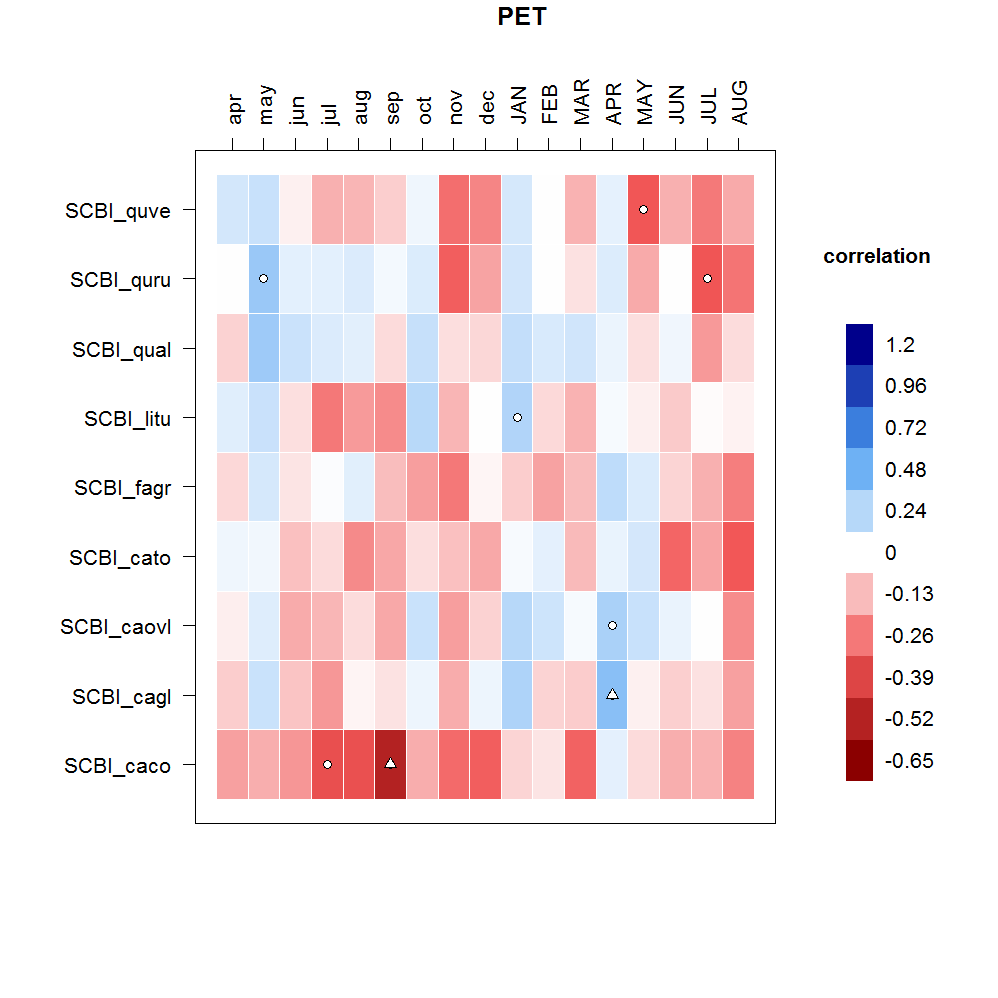 PET
apr may jun jul aug sep oct nov dec JAN FEB MAR APR MAY JUN JUL AUG
SCBI_quve
SCBI_quru
SCBI_qual
SCBI_litu
SCBI_fagr
SCBI_cato
SCBI_caovl
SCBI_cagl
SCBI_caco
correlation
1.2
0.96
0.72
0.48
0.24
0
-0.13
-0.26
-0.39
-0.52
-0.65